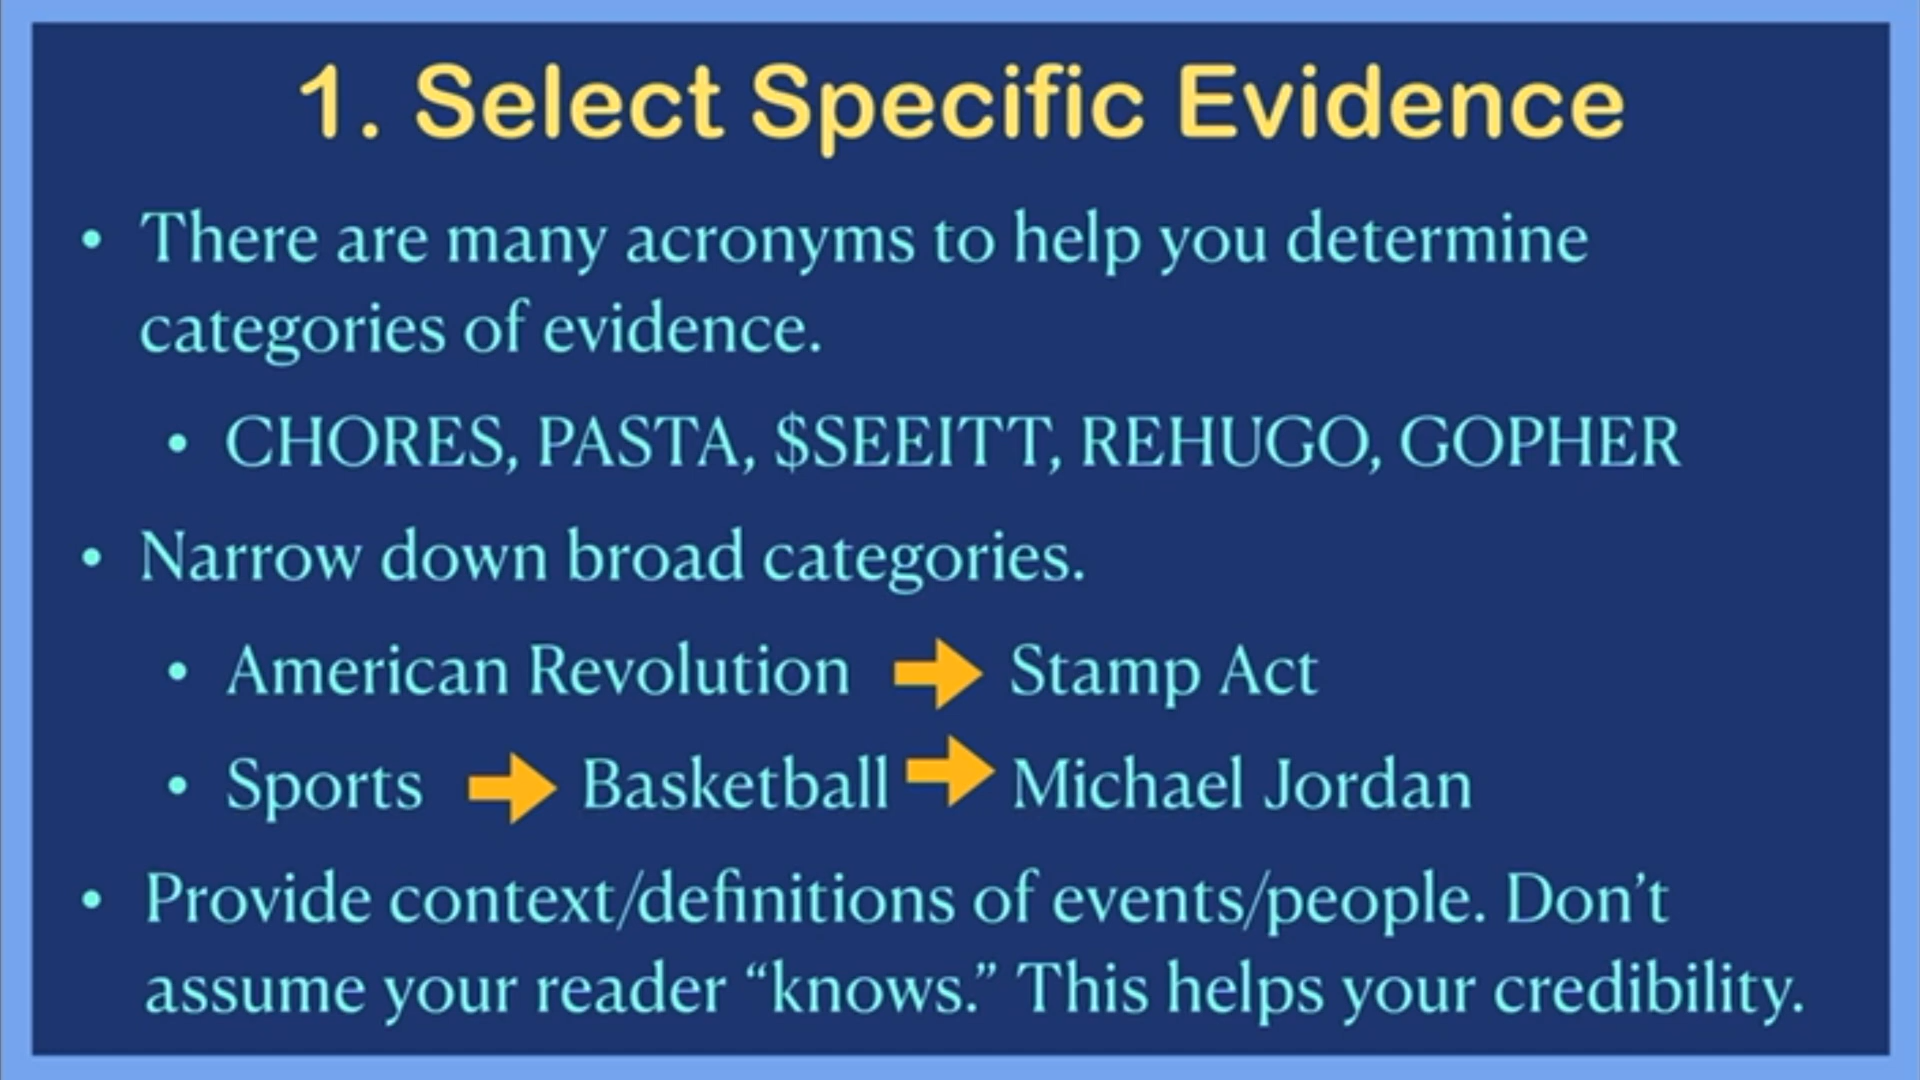 1. Select Specific Evidence
• There are many acronyms to help you determine
categories of evidence.
• CHORES, PASTA, $SEEITT, REHUGO, GOPHER
• Narrow down broad categories.
• American Revolution ➡ Stamp Act
• Sports ➡ Basketball ➡ Michael Jordan
• Provide context/definitions of events/people. Don’t
assume your reader “knows.” This helps your credibility.